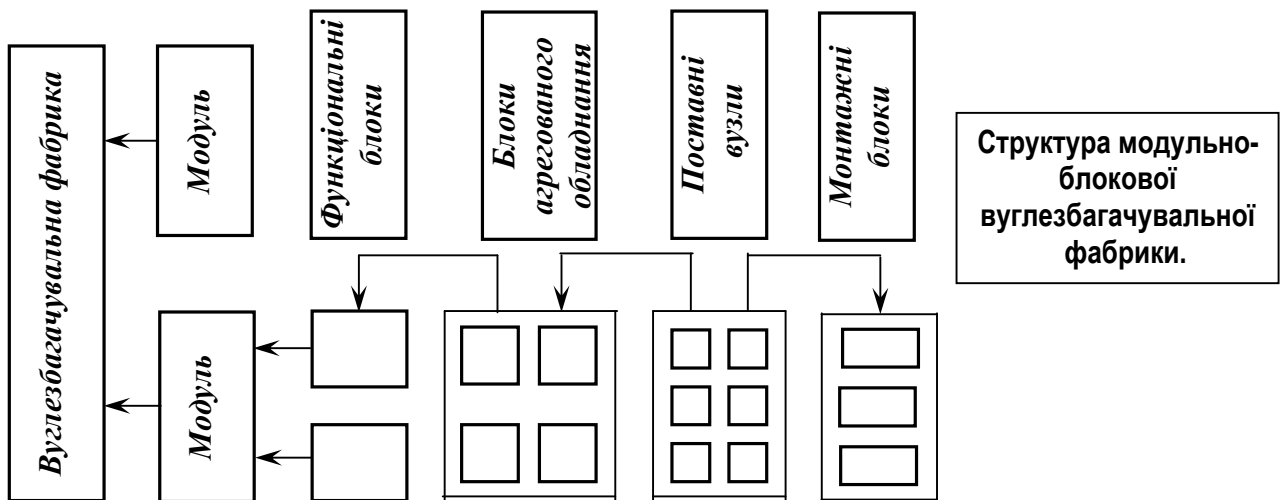 Вуглезбагачувальна фабрика
Модуль
Функціональні
блоки
Блоки
агрегованого
обладнання
Поставні
вузли
Монтажні
блоки
Структура модульно-
блокової
вуглезбагачувальної
фабрики.
Модуль